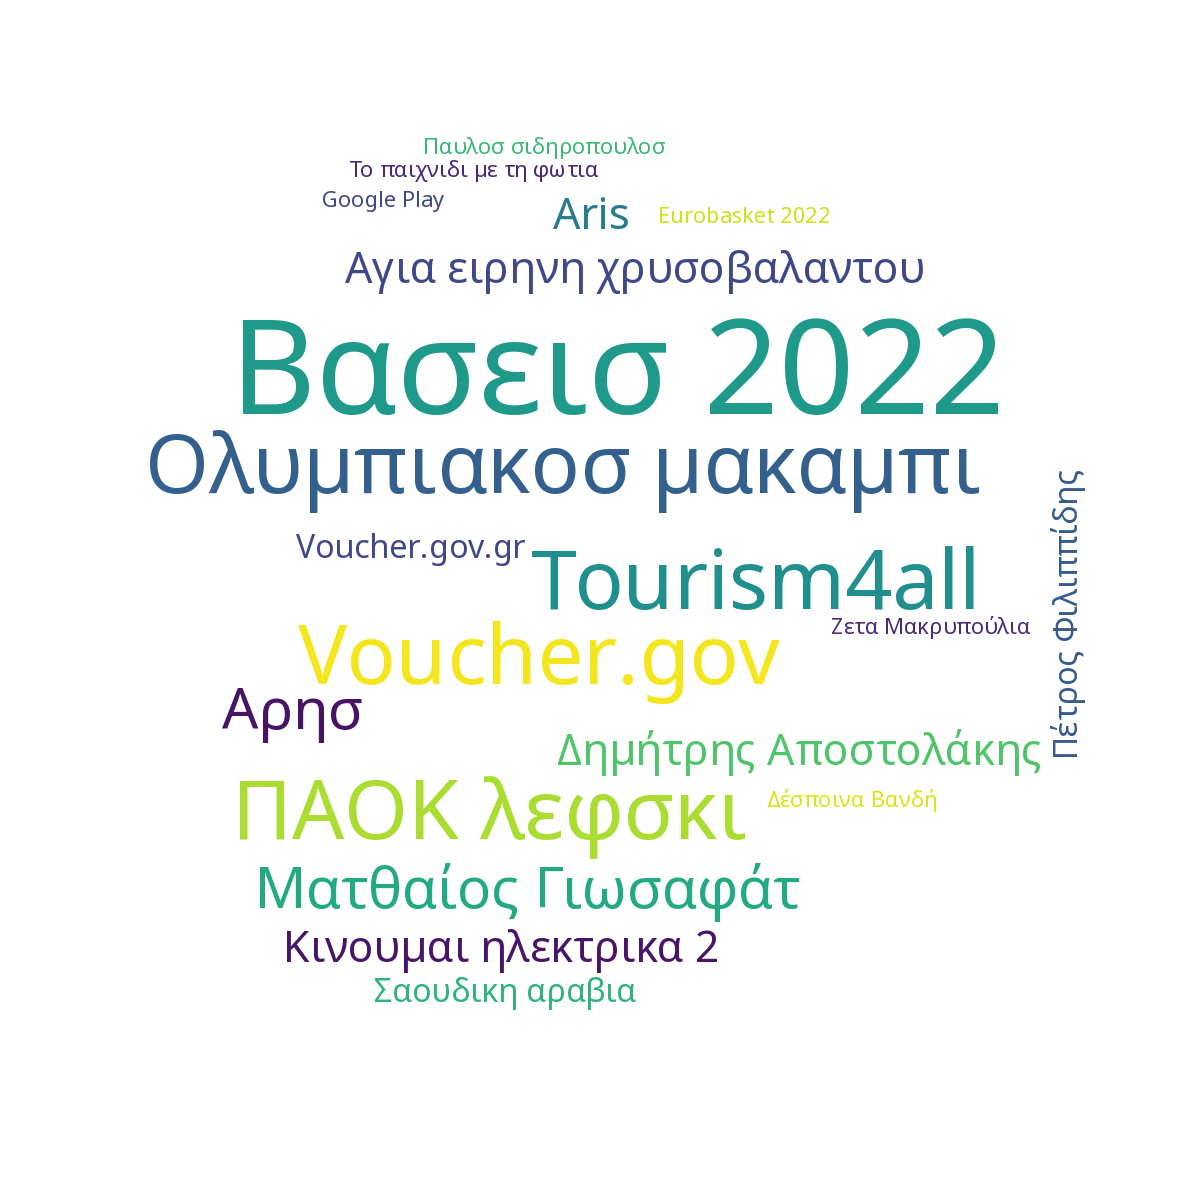 Παυλοσ σιδηροπουλοσ
Το παιχνιδι με τη φωτια
Google Play
Aris
Eurobasket 2022
Αγια ειρηνη χρυσοβαλαντου
Βασεισ 2022
Ολυμπιακοσ μακαμπι
Voucher.gov.gr
Tourism4all
Πέτρος Φιλιππίδης
Ζετα Μακρυπούλια
Voucher.gov
Αρησ
Δημήτρης Αποστολάκης
ΠΑΟΚ λεφσκι
Δέσποινα Βανδή
Ματθαίος Γιωσαφάτ
Κινουμαι ηλεκτρικα 2
Σαουδικη αραβια